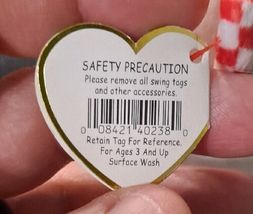 SAFETY PRECAUTION
Please remove all swing tags
and other accessories.
0 08421 40238 0
Retain Tag For Reference.
For Ages 3 And Up
Surface Wash